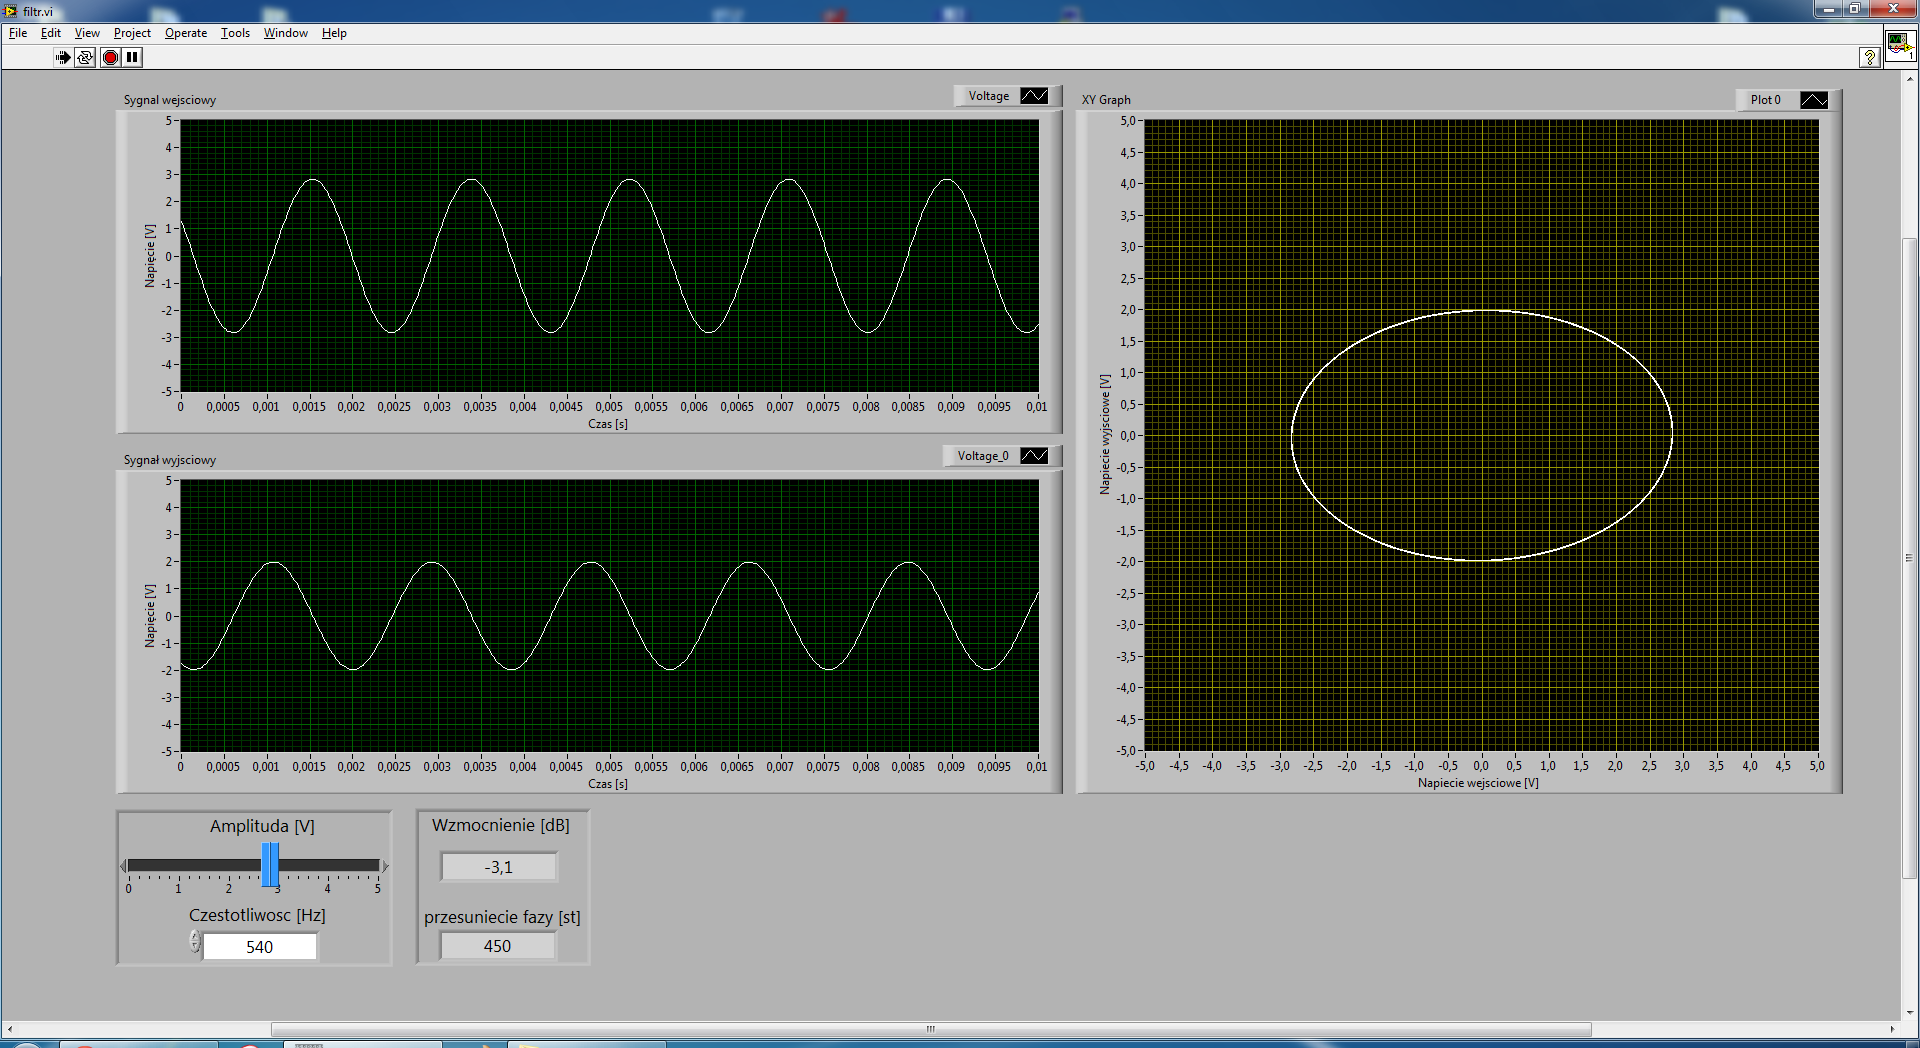 filtr.vi
File Edit View Project Operate Tools Window Help
?
1
Sygnal wejsciowy
Voltage
5
4
3
2
1
0
-1
-2
-3
-4
-5
Napięcie [V]
0 0,0005 0,001 0,0015 0,002 0,0025 0,003 0,0035 0,004 0,0045 0,005 0,0055 0,006 0,0065 0,007 0,0075 0,008 0,0085 0,009 0,0095 0,01
Czas [s]
Sygnał wyjsciowy
Voltage_0
5
4
3
2
1
0
-1
-2
-3
-4
-5
Napięcie [V]
0 0,0005 0,001 0,0015 0,002 0,0025 0,003 0,0035 0,004 0,0045 0,005 0,0055 0,006 0,0065 0,007 0,0075 0,008 0,0085 0,009 0,0095 0,01
Czas [s]
XY Graph
Plot 0
5,0
4,5
4,0
3,5
3,0
2,5
2,0
1,5
1,0
0,5
0,0
-0,5
-1,0
-1,5
-2,0
-2,5
-3,0
-3,5
-4,0
-4,5
-5,0
Napiecie wyjsciowe [V]
-5,0 -4,5 -4,0 -3,5 -3,0 -2,5 -2,0 -1,5 -1,0 -0,5 0,0 0,5 1,0 1,5 2,0 2,5 3,0 3,5 4,0 4,5 5,0
Napiecie wejsciowe [V]
Amplituda [V]
0 1 2 3 4 5
Czestotliwosc [Hz]
540
Wzmocnienie [dB]
-3,1
przesuniecie fazy [st]
450